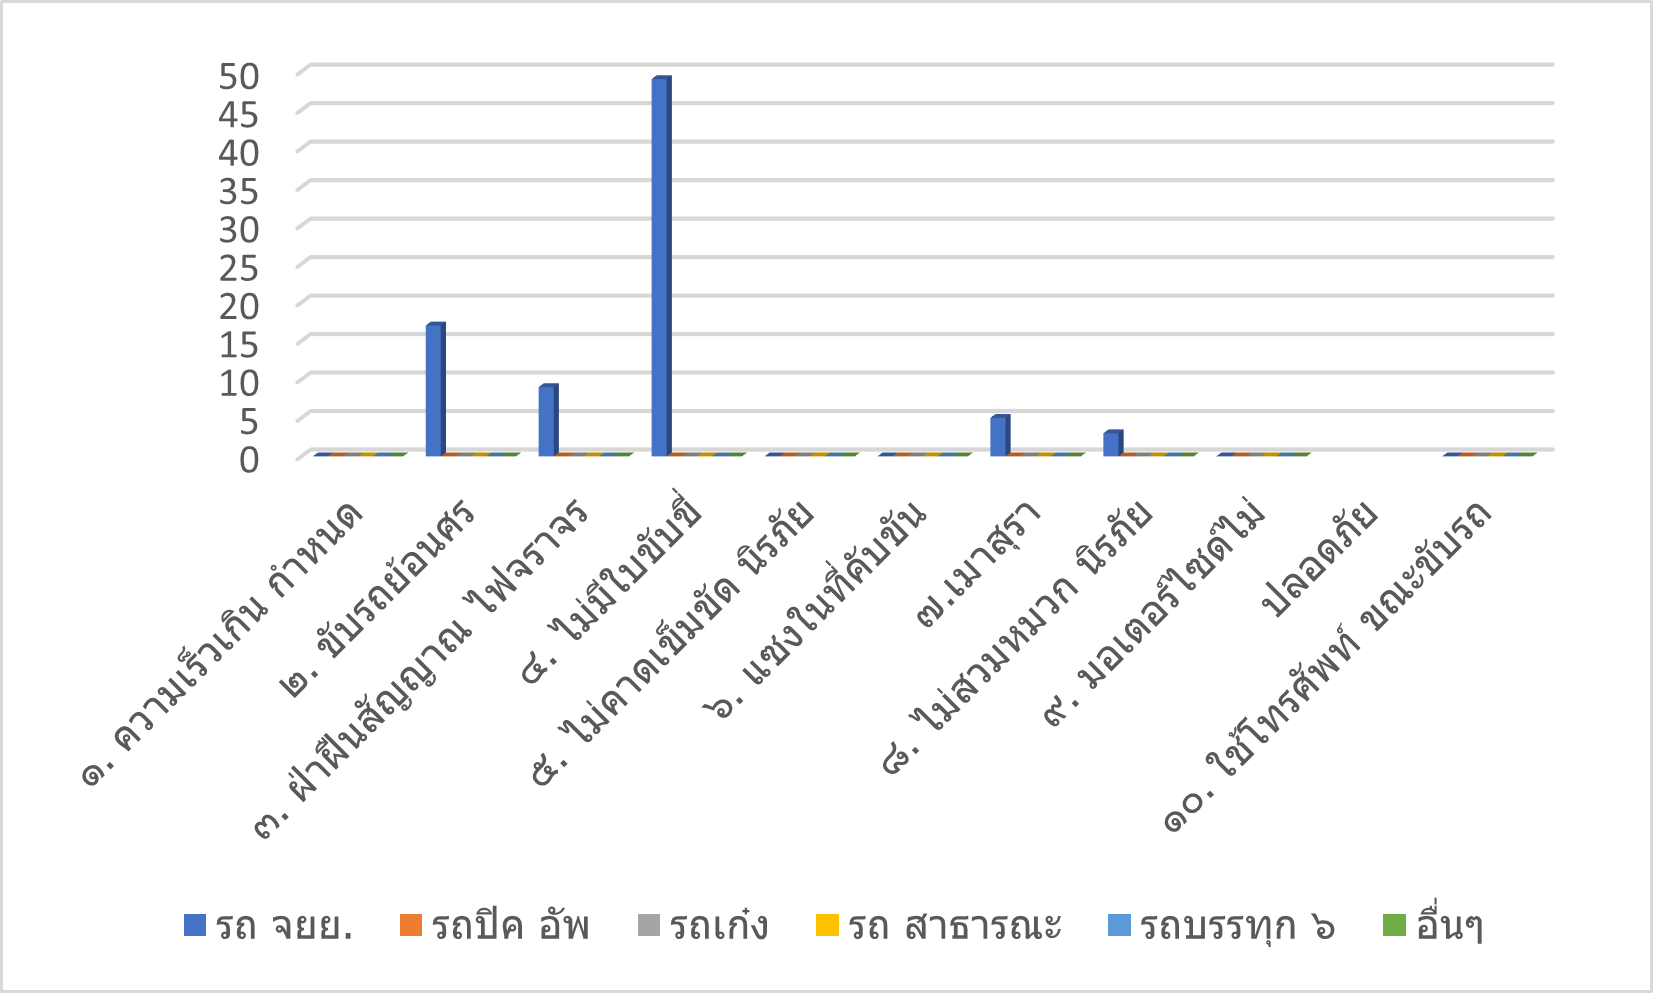 50
45
40
35
30
25
20
15
10
5
0
๑. ความเร็วเกิน กำหนด
๒. ขับรถย้อนศร
๓. ฝ่าฝืนสัญญาณ ไฟจราจร
๔. ไม่มีใบขับขี่
๕. ไม่คาดเข็มขัด นิรภัย
๖. แซงในที่คับขัน
๗.เมาสุรา
๘. ไม่สวมหมวก นิรภัย
๙. มอเตอร์ไซด์ไม่
ปลอดภัย
๑๐. ใช้โทรศัพท์ ขณะขับรถ
รถ จยย. รถปิค อัพ รถเก๋ง รถ สาธารณะ รถบรรทุก ๖ อื่นๆ